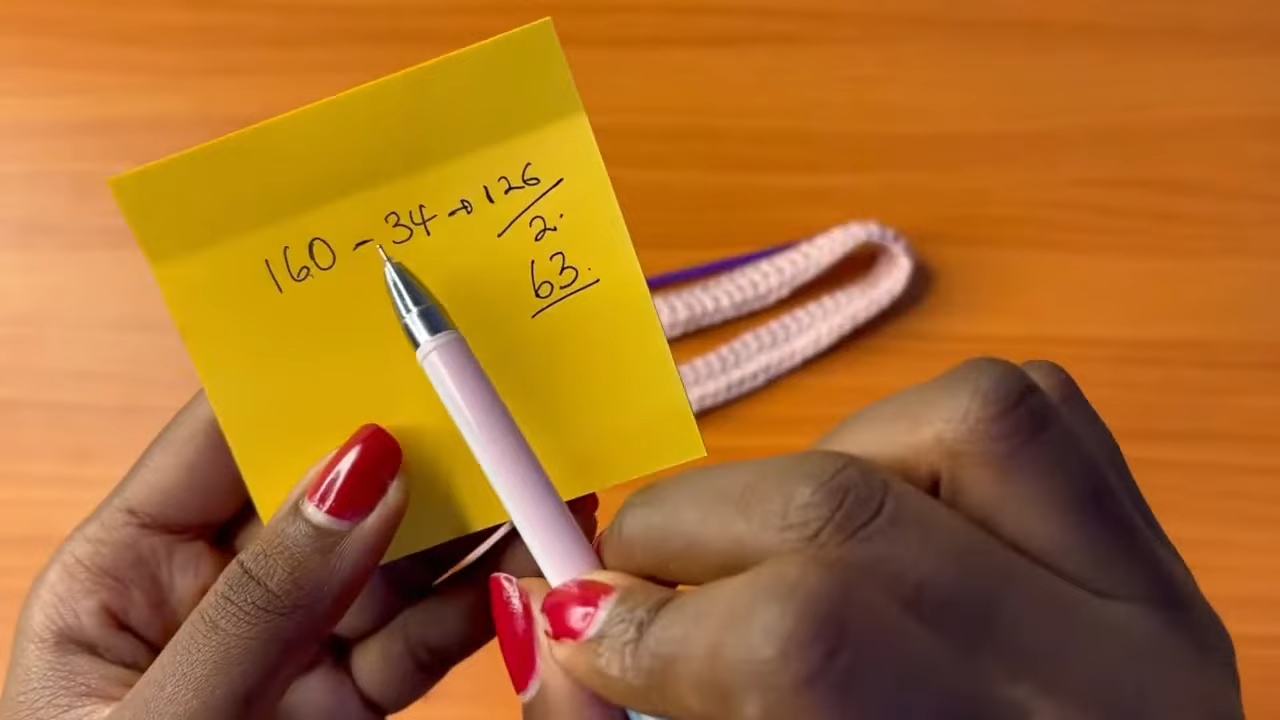 160 - 34 → 126
2.
63.